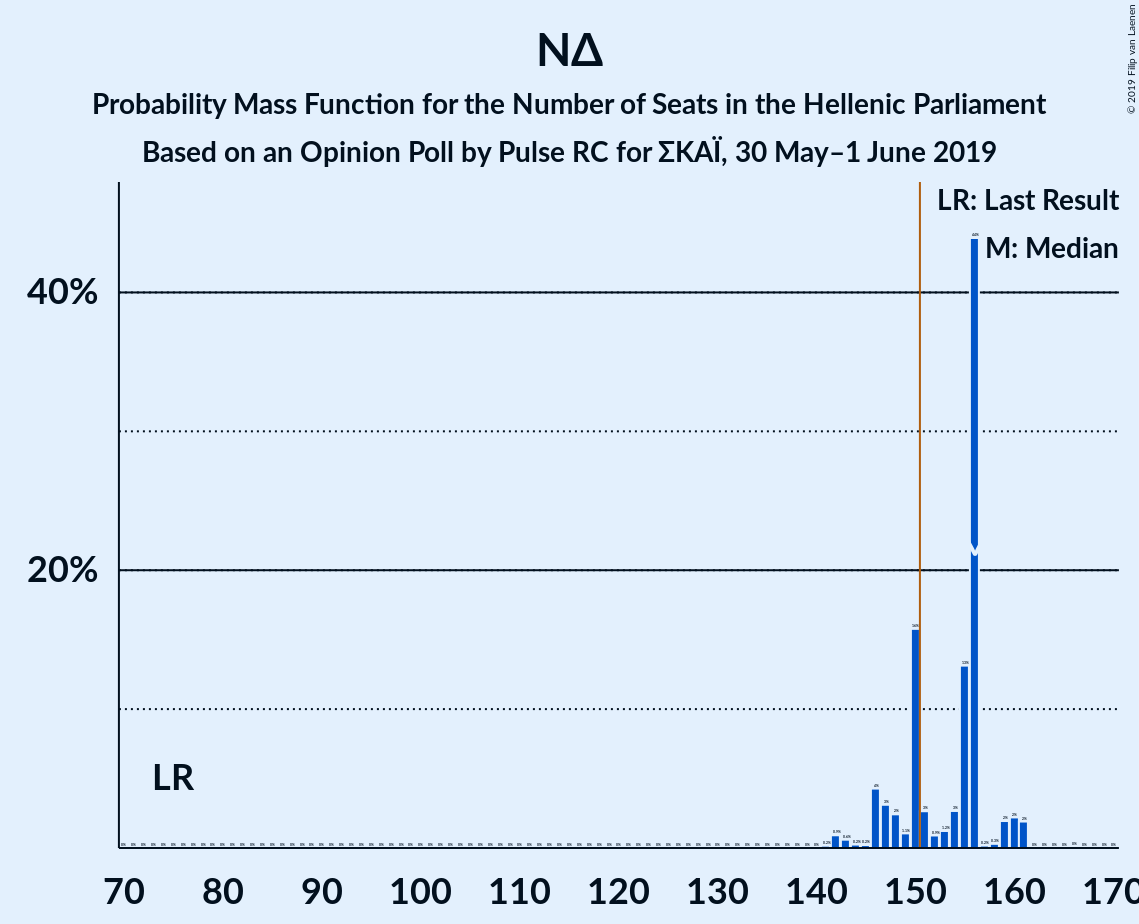 ΝΔ
Probability Mass Function for the Number of Seats in the Hellenic Parliament
Based on an Opinion Poll by Pulse RC for ΣΚΑΪ, 30 May–1 June 2019
© 2019 Filip van Laenen
LR: Last Result
M: Median
40%
20%
LR
70 80 90 100 110 120 130 140 150 160 170